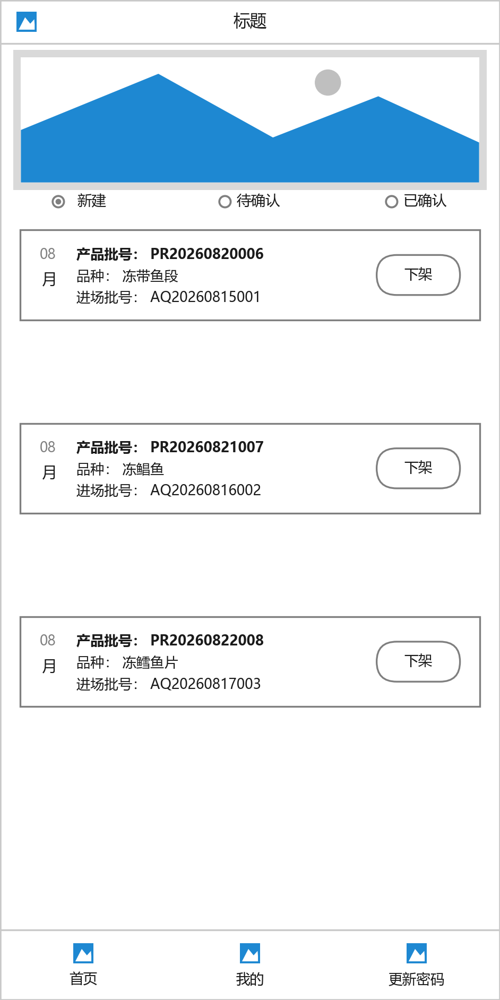 标题
新建 待确认 已确认
08
月
产品批号： PR20260820006
品种： 冻带鱼段
进场批号： AQ20260815001
下架
08
月
产品批号： PR20260821007
品种： 冻鲳鱼
进场批号： AQ20260816002
下架
08
月
产品批号： PR20260822008
品种： 冻鳕鱼片
进场批号： AQ20260817003
下架
首页 我的 更新密码